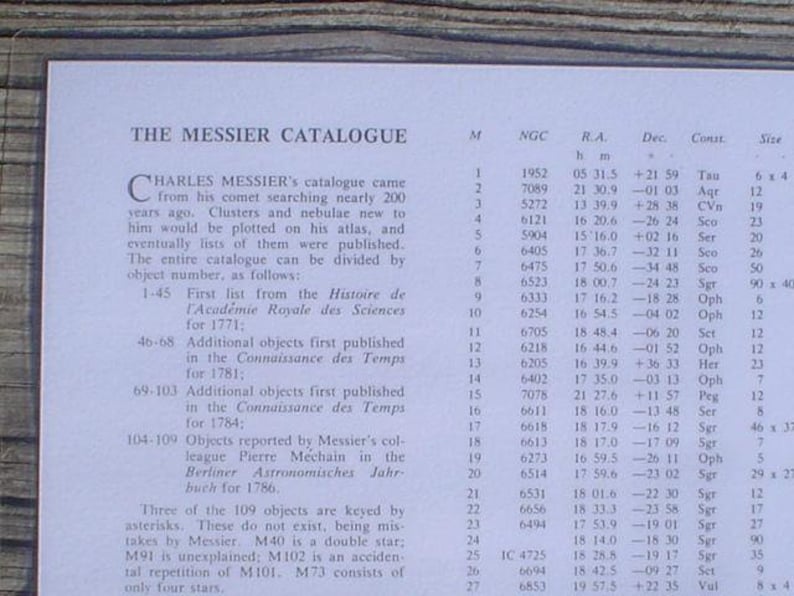 THE MESSIER CATALOGUE
CHARLES MESSIER's catalogue came
from his comet searching nearly 200
years ago. Clusters and nebulae new to
him would be plotted on his atlas, and
eventually lists of them were published.
The entire catalogue can be divided by
object number, as follows:
1-45 First list from the Histoire de
l'Académie Royale des Sciences
for 1771;
46-68 Additional objects first published
in the Connaissance des Temps
for 1781;
69-103 Additional objects first published
in the Connaissance des Temps
for 1784;
104-109 Objects reported by Messier's col-
league Pierre Méchain in the
Berliner Astronomisches Jahr-
buch for 1786.
Three of the 109 objects are keyed by
asterisks. These do not exist, being mis-
takes by Messier. M40 is a double star;
M91 is unexplained; M102 is an acciden-
tal repetition of M101. M73 consists of
only four stars.
M NGC R.A. Dec. Const. Size
h m ° ′ ′ ′
1 1952 05 31.5 +21 59 Tau 6 x 4
2 7089 21 30.9 —01 03 Aqr 12
3 5272 13 39.9 +28 38 CVn 19
4 6121 16 20.6 —26 24 Sco 23
5 5904 15 16.0 +02 16 Ser 20
6 6405 17 36.7 —32 11 Sco 26
7 6475 17 50.6 —34 48 Sco 50
8 6523 18 00.7 —24 23 Sgr 90 x 40
9 6333 17 16.2 —18 28 Oph 6
10 6254 16 54.5 —04 02 Oph 12
11 6705 18 48.4 —06 20 Sct 12
12 6218 16 44.6 —01 52 Oph 12
13 6205 16 39.9 +36 33 Her 23
14 6402 17 35.0 —03 13 Oph 7
15 7078 21 27.6 +11 57 Peg 12
16 6611 18 16.0 —13 48 Ser 8
17 6618 18 17.9 —16 12 Sgr 46 x 37
18 6613 18 17.0 —17 09 Sgr 7
19 6273 16 59.5 —26 11 Oph 5
20 6514 17 59.6 —23 02 Sgr 29 x 27
21 6531 18 01.6 —22 30 Sgr 12
22 6656 18 33.3 —23 58 Sgr 17
23 6494 17 53.9 —19 01 Sgr 27
24 18 14.0 —18 30 Sgr 90
25 IC 4725 18 28.8 —19 17 Sgr 35
26 6694 18 42.5 —09 27 Sct 9
27 6853 19 57.5 +22 35 Vul 8 x 4